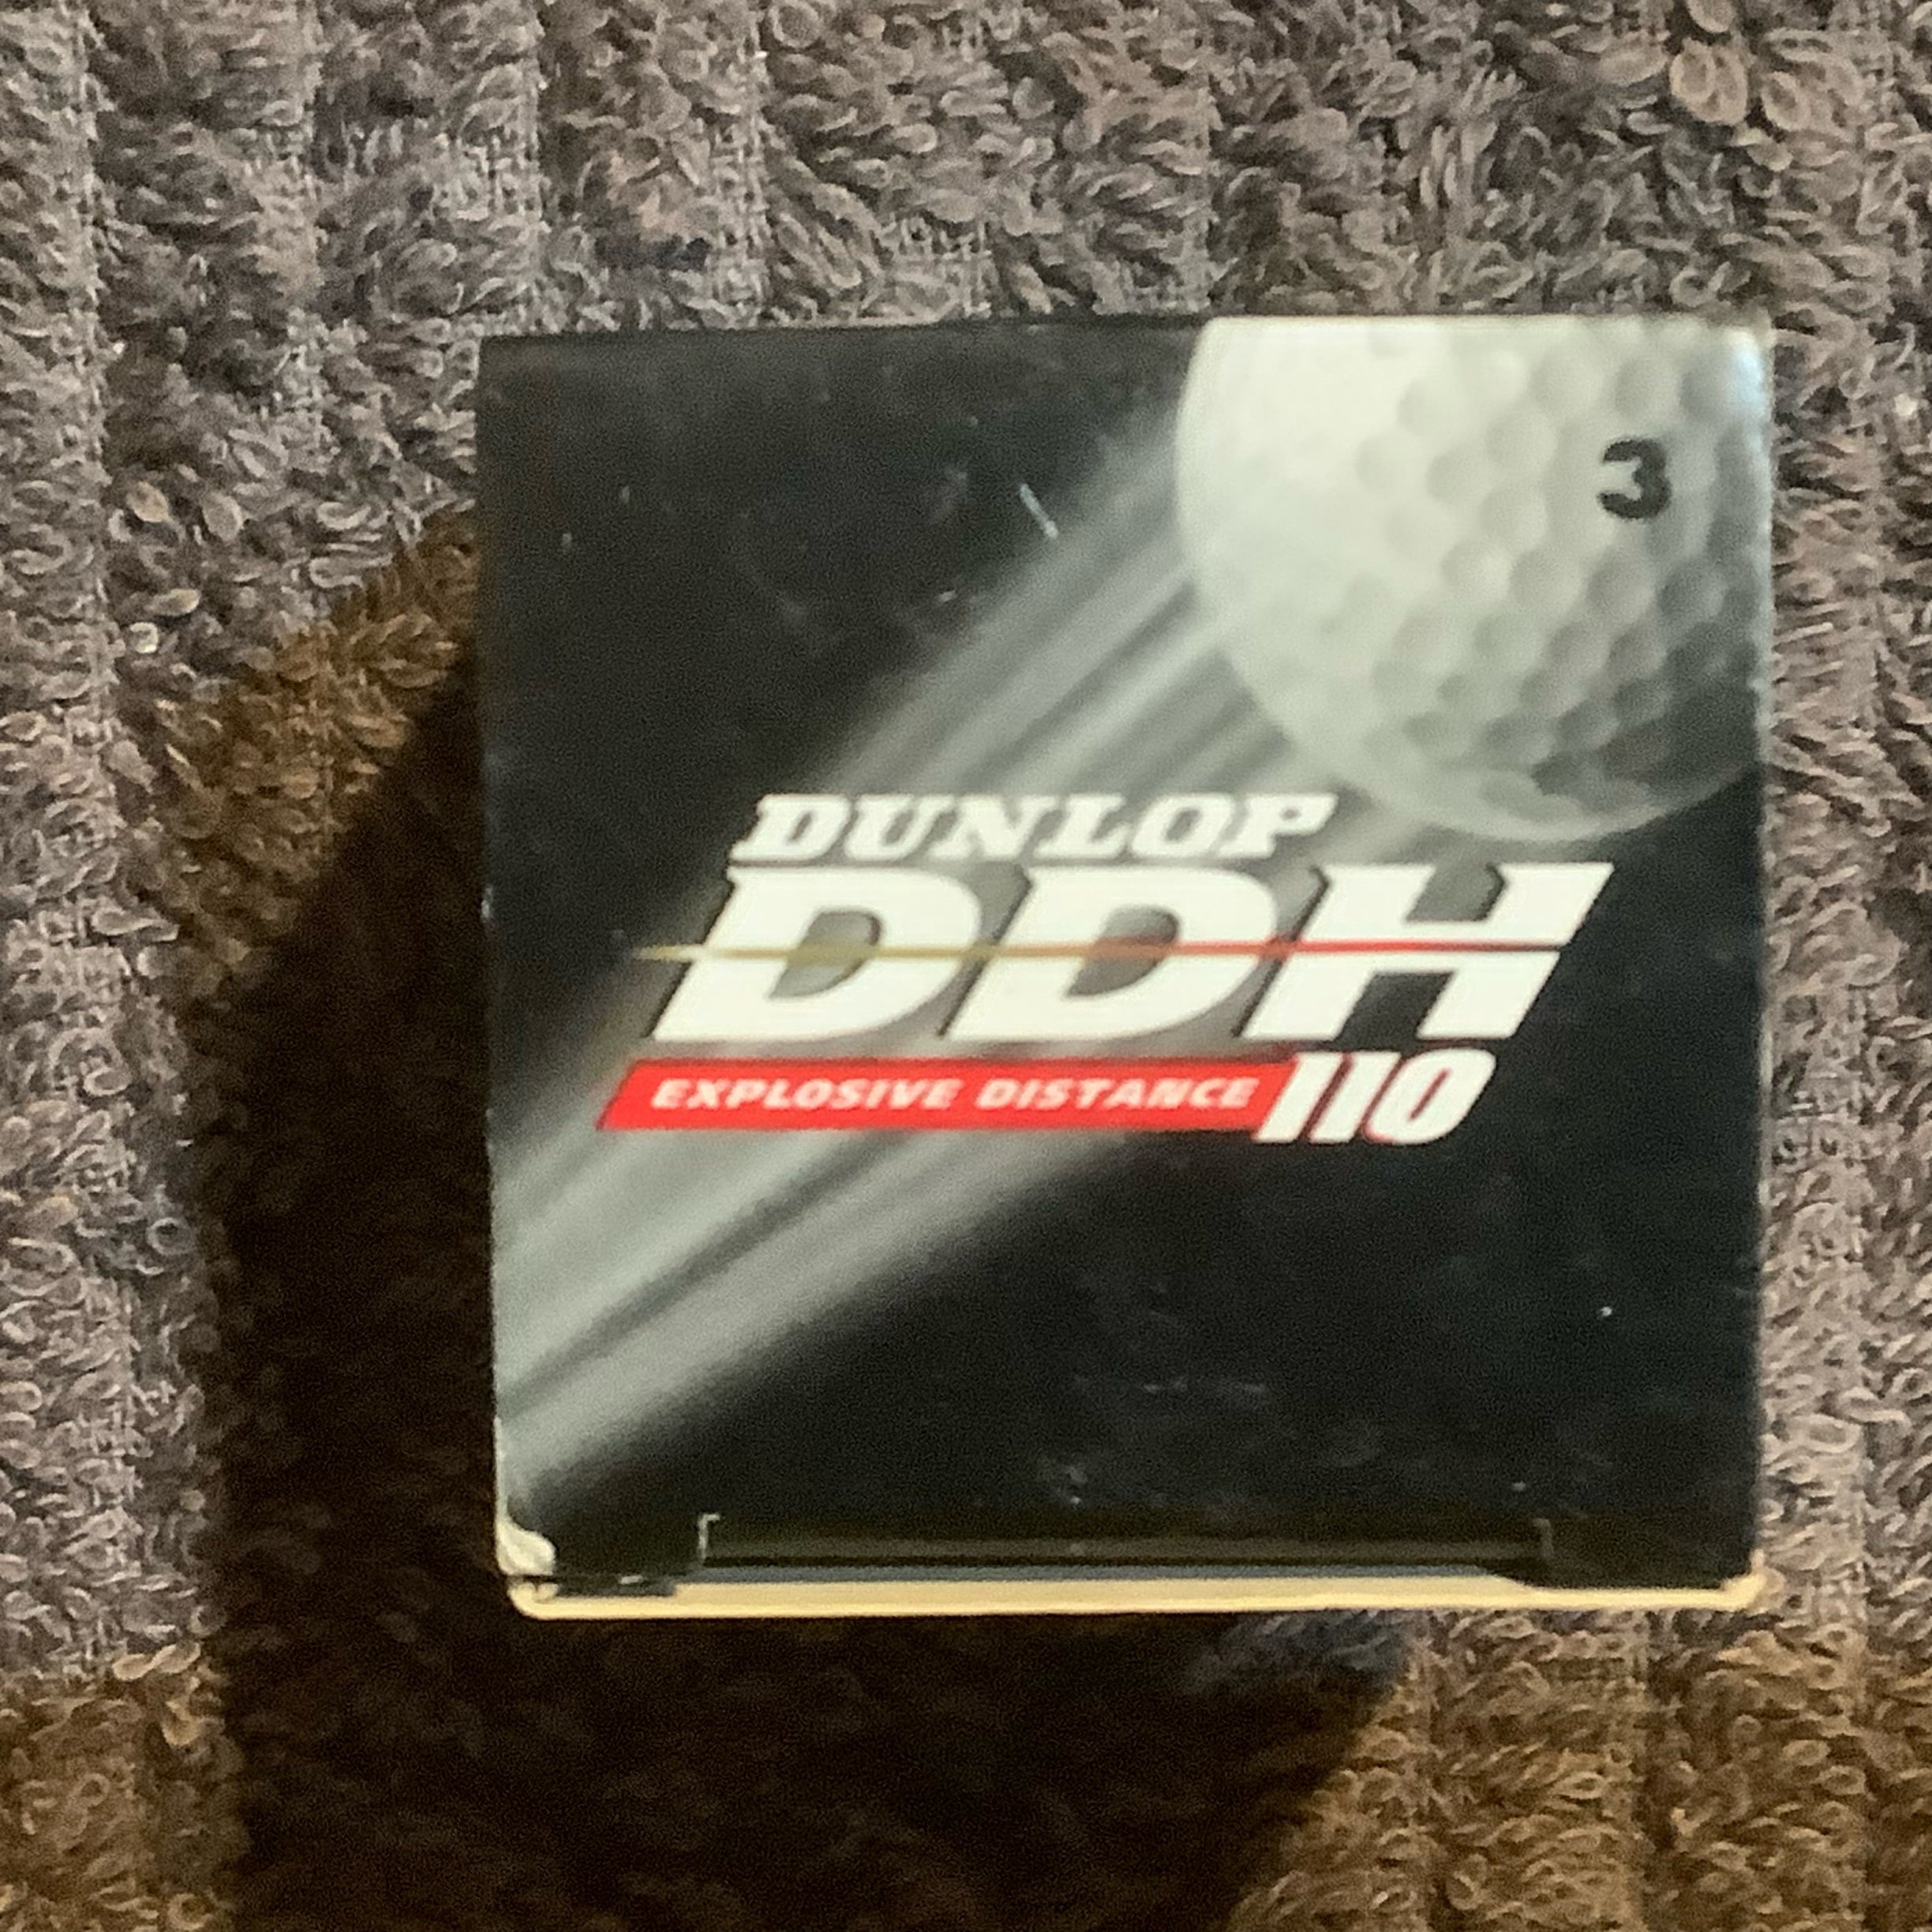 3
DUNLOP
DDH
EXPLOSIVE DISTANCE 110